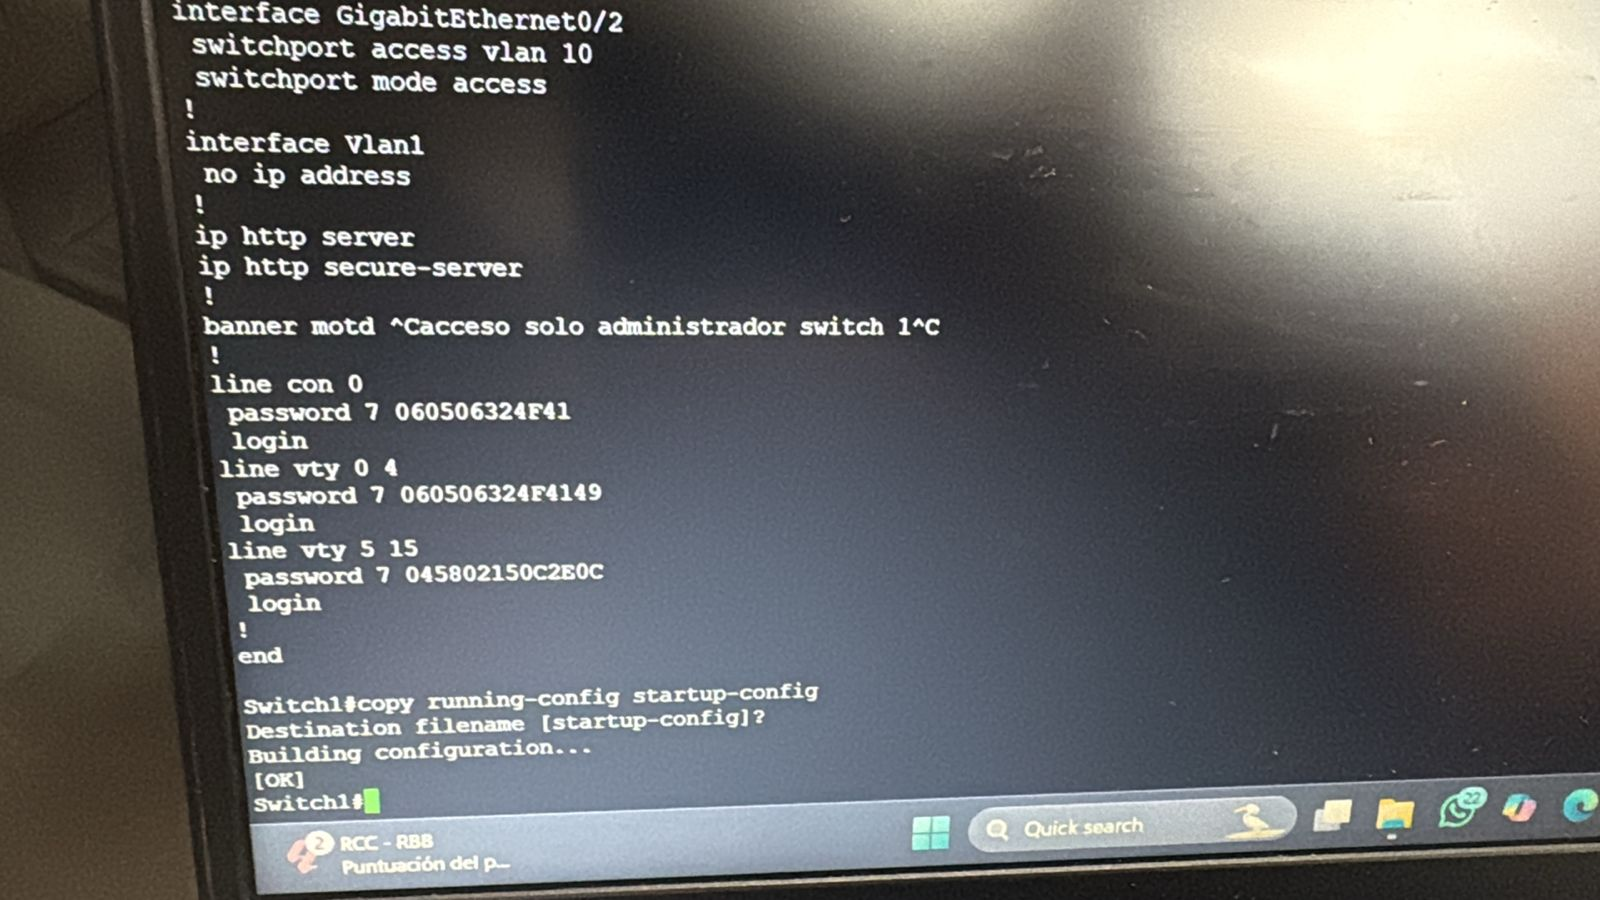 interface GigabitEthernet0/2
switchport access vlan 10
switchport mode access
!
interface Vlan1
no ip address
!
ip http server
ip http secure-server
!
banner motd ^Cacceso solo administrador switch 1^C
!
line con 0
password 7 060506324F41
login
line vty 0 4
password 7 060506324F4149
login
line vty 5 15
password 7 045802150C2E0C
login
!
end
Switch1#copy running-config startup-config
Destination filename [startup-config]?
Building configuration...
[OK]
Switch1#
2
RCC - RBB
Puntuación del p...
Quick search
22